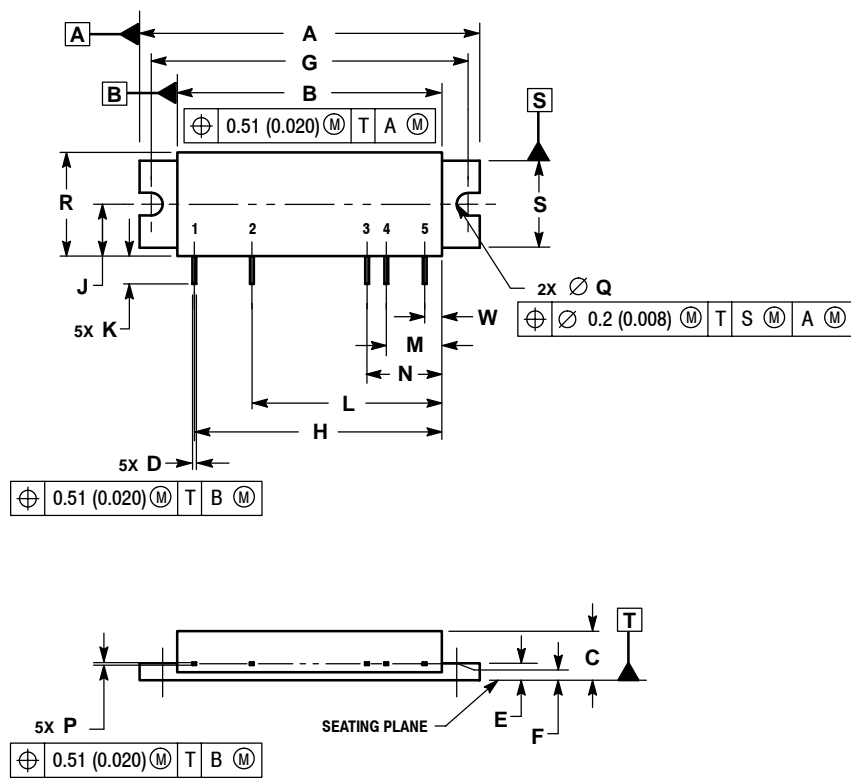 A
A
G
B
B
⌖ 0.51 (0.020) Ⓜ T A Ⓜ
S
R
S
1 2 3 4 5
J
2X ∅ Q
⌖ ∅ 0.2 (0.008) Ⓜ T S Ⓜ A Ⓜ
5X K
W
M
N
L
H
5X D
⌖ 0.51 (0.020) Ⓜ T B Ⓜ
T
C
E
F
SEATING PLANE
5X P
⌖ 0.51 (0.020) Ⓜ T B Ⓜ